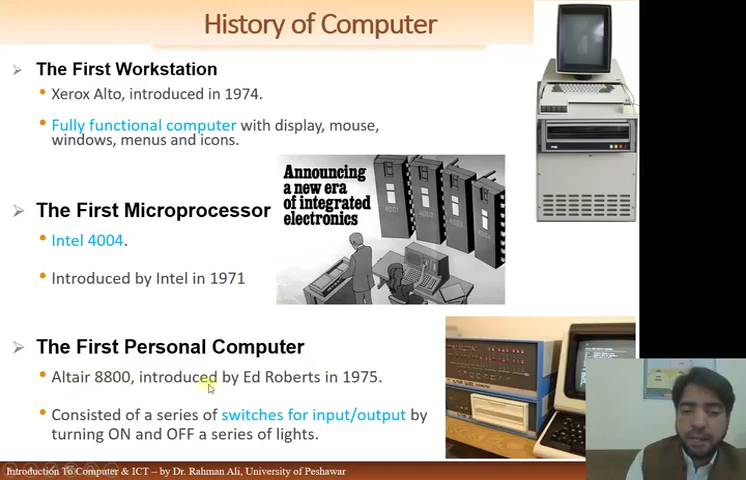 History of Computer
The First Workstation
Xerox Alto, introduced in 1974.
Fully functional computer with display, mouse,
windows, menus and icons.
Announcing
a new era
of integrated
electronics
The First Microprocessor
Intel 4004.
Introduced by Intel in 1971
The First Personal Computer
Altair 8800, introduced by Ed Roberts in 1975.
Consisted of a series of switches for input/output by
turning ON and OFF a series of lights.
Introduction To Computer & ICT – by Dr. Rahman Ali, University of Peshawar